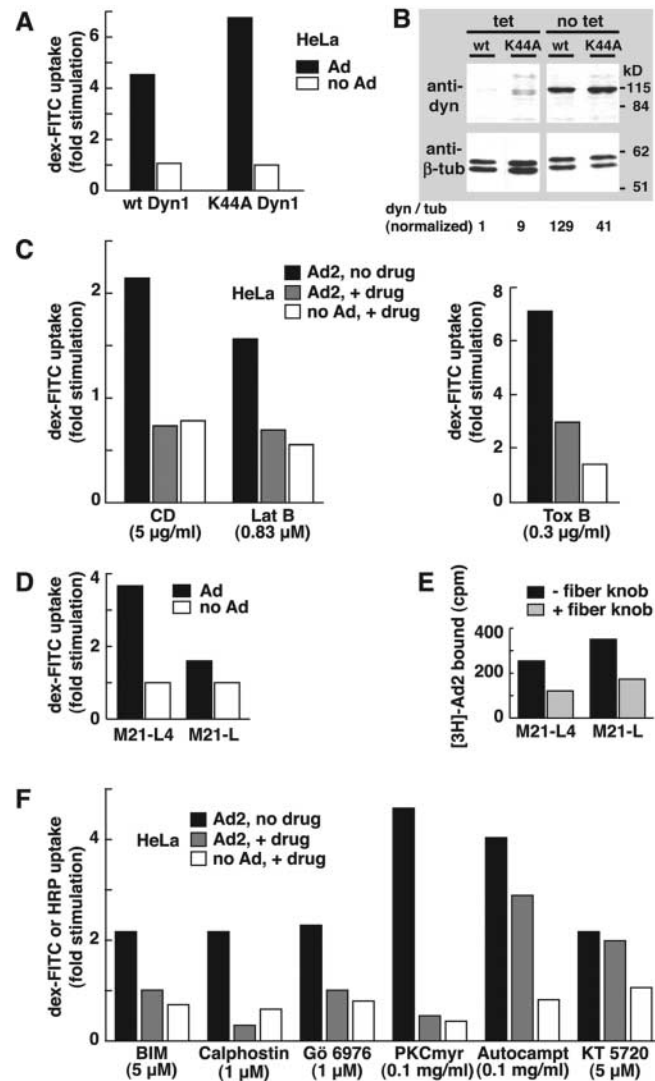 A
dex-FITC uptake
(fold stimulation)
6
4
2
0
HeLa
Ad
no Ad
wt Dyn1 K44A Dyn1
B
tet no tet
wt K44A wt K44A
kD
anti-
dyn
115
84
anti-
β-tub
62
51
dyn / tub
(normalized) 1 9 129 41
C
dex-FITC uptake
(fold stimulation)
2
1
0
HeLa
Ad2, no drug
Ad2, + drug
no Ad, + drug
CD
(5 µg/ml)
Lat B
(0.83 µM)
dex-FITC uptake
(fold stimulation)
8
6
4
2
0
Tox B
(0.3 µg/ml)
D
dex-FITC uptake
(fold stimulation)
4
2
0
Ad
no Ad
M21-L4 M21-L
E
- fiber knob
+ fiber knob
[3H]-Ad2 bound (cpm)
400
200
0
M21-L4 M21-L
F
dex-FITC or HRP uptake
(fold stimulation)
4
2
0
HeLa
Ad2, no drug
Ad2, + drug
no Ad, + drug
BIM
(5 µM)
Calphostin
(1 µM)
Gö 6976
(1 µM)
PKCmyr
(0.1 mg/ml)
Autocampt
(0.1 mg/ml)
KT 5720
(5 µM)